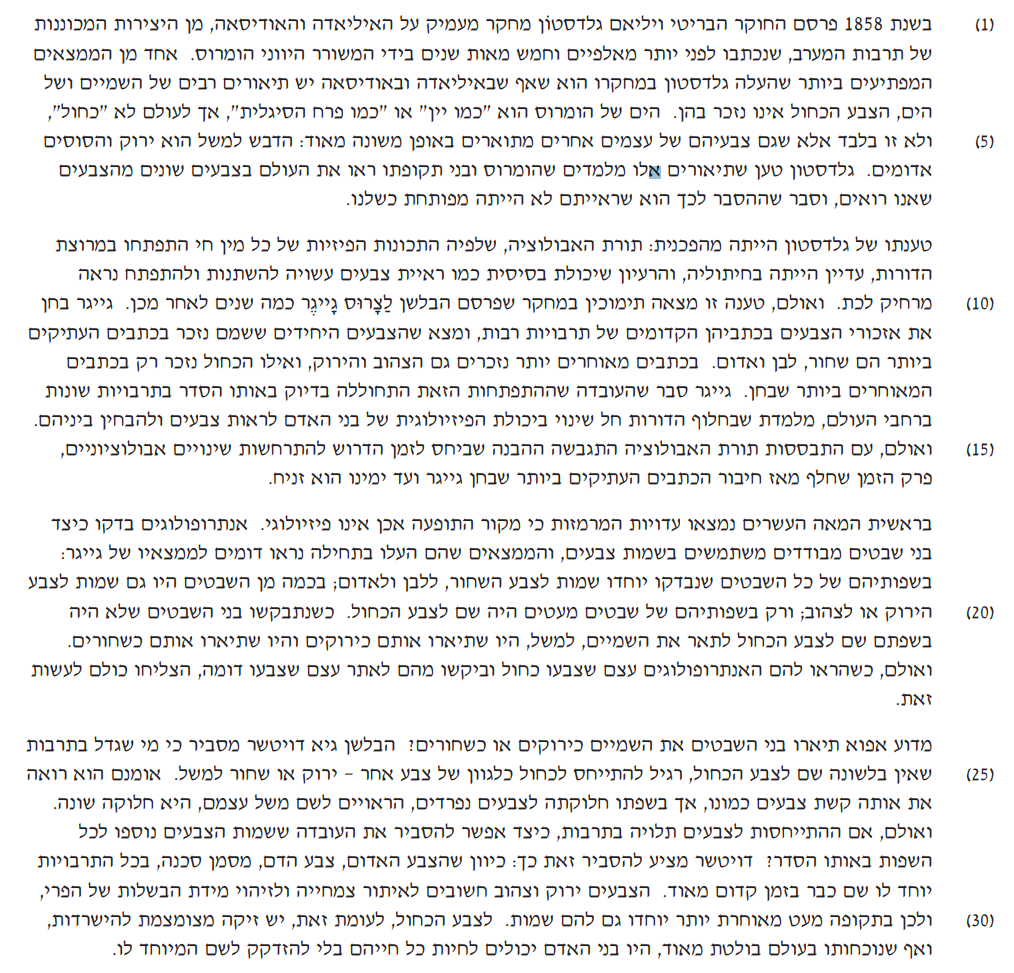 (1) בשנת 1858 פרסם החוקר הבריטי ויליאם גלדסטוֹן מחקר מעמיק על האיליאדה והאודיסאה, מן היצירות המכוננות
של תרבות המערב, שנכתבו לפני יותר מאלפיים וחמש מאות שנים בידי המשורר היווני הומרוס. אחד מן הממצאים
המפתיעים ביותר שהעלה גלדסטון במחקרו הוא שאף שבאיליאדה ובאודיסאה יש תיאורים רבים של השמיים ושל
הים, הצבע הכחול אינו נזכר בהן. הים של הומרוס הוא "כמו יין" או "כמו פרח הסיגלית", אך לעולם לא "כחול",
(5) ולא זו בלבד אלא שגם צבעיהם של עצמים אחרים מתוארים באופן משונה מאוד: הדבש למשל הוא ירוק והסוסים
אדומים. גלדסטון טען שתיאורים אלו מלמדים שהומרוס ובני תקופתו ראו את העולם בצבעים שונים מהצבעים
שאנו רואים, וסבר שההסבר לכך הוא שראייתם לא הייתה מפותחת כשלנו.
טענתו של גלדסטון הייתה מהפכנית: תורת האבולוציה, שלפיה התכונות הפיזיות של כל מין חי התפתחו במרוצת
הדורות, עדיין הייתה בחיתוליה, והרעיון שיכולת בסיסית כמו ראיית צבעים עשויה להשתנות ולהתפתח נראה
(10) מרחיק לכת. ואולם, טענה זו מצאה תימוכין במחקר שפרסם הבלשן לַצָרוּס גָייגֶר כמה שנים לאחר מכן. גייגר בחן
את אזכורי הצבעים בכתביהן הקדומים של תרבויות רבות, ומצא שהצבעים היחידים ששמם נזכר בכתבים העתיקים
ביותר הם שחור, לבן ואדום. בכתבים מאוחרים יותר נזכרים גם הצהוב והירוק, ואילו הכחול נזכר רק בכתבים
המאוחרים ביותר שבחן. גייגר סבר שהעובדה שההתפתחות הזאת התחוללה בדיוק באותו הסדר בתרבויות שונות
ברחבי העולם, מלמדת שבחלוף הדורות חל שינוי ביכולת הפיזיולוגית של בני האדם לראות צבעים ולהבחין ביניהם.
(15) ואולם, עם התבססות תורת האבולוציה התגבשה ההבנה שביחס לזמן הדרוש להתרחשות שינויים אבולוציוניים,
פרק הזמן שחלף מאז חיבור הכתבים העתיקים ביותר שבחן גייגר ועד ימינו הוא זניח.
בראשית המאה העשרים נמצאו עדויות המרמזות כי מקור התופעה אכן אינו פיזיולוגי. אנתרופולוגים בדקו כיצד
בני שבטים מבודדים משתמשים בשמות צבעים, והממצאים שהם העלו בתחילה נראו דומים לממצאיו של גייגר:
בשפותיהם של כל השבטים שנבדקו יוחדו שמות לצבע השחור, ללבן ולאדום; בכמה מן השבטים היו גם שמות לצבע
(20) הירוק או לצהוב; ורק בשפותיהם של שבטים מעטים היה שם לצבע הכחול. כשנתבקשו בני השבטים שלא היה
בשפתם שם לצבע הכחול לתאר את השמיים, למשל, היו שתיארו אותם כירוקים והיו שתיארו אותם כשחורים.
ואולם, כשהראו להם האנתרופולוגים עצם שצבעו כחול וביקשו מהם לאתר עצם שצבעו דומה, הצליחו כולם לעשות
זאת.
מדוע אפוא תיארו בני השבטים את השמיים כירוקים או כשחורים? הבלשן גיא דויטשר מסביר כי מי שגדל בתרבות
(25) שאין בלשונה שם לצבע הכחול, רגיל להתייחס לכחול כלגוון של צבע אחר – ירוק או שחור למשל. אומנם הוא רואה
את אותה קשת צבעים כמונו, אך בשפתו חלוקתה לצבעים נפרדים, הראויים לשם משל עצמם, היא חלוקה שונה.
ואולם, אם ההתייחסות לצבעים תלויה בתרבות, כיצד אפשר להסביר את העובדה ששמות הצבעים נוספו לכל
השפות באותו הסדר? דויטשר מציע להסביר זאת כך: כיוון שהצבע האדום, צבע הדם, מסמן סכנה, בכל התרבויות
יוחד לו שם כבר בזמן קדום מאוד. הצבעים ירוק וצהוב חשובים לאיתור צמחייה ולזיהוי מידת הבשלות של הפרי,
(30) ולכן בתקופה מעט מאוחרת יותר יוחדו גם להם שמות. לצבע הכחול, לעומת זאת, יש זיקה מצומצמת להישרדות,
ואף שנוכחותו בעולם בולטת מאוד, היו בני האדם יכולים לחיות כל חייהם בלי להזדקק לשם המיוחד לו.